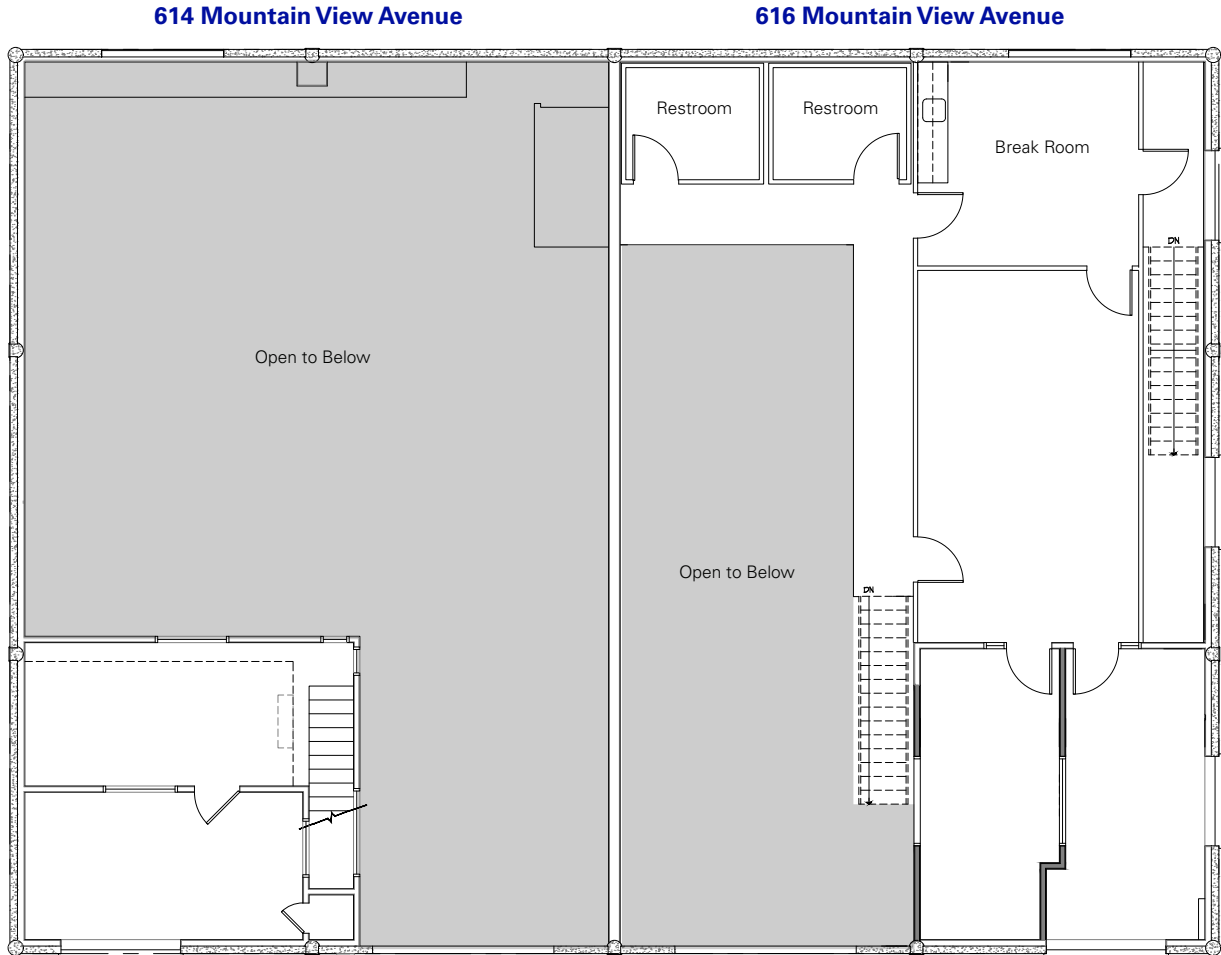 614 Mountain View Avenue
616 Mountain View Avenue
Restroom
Restroom
Break Room
DN
Open to Below
Open to Below
DN